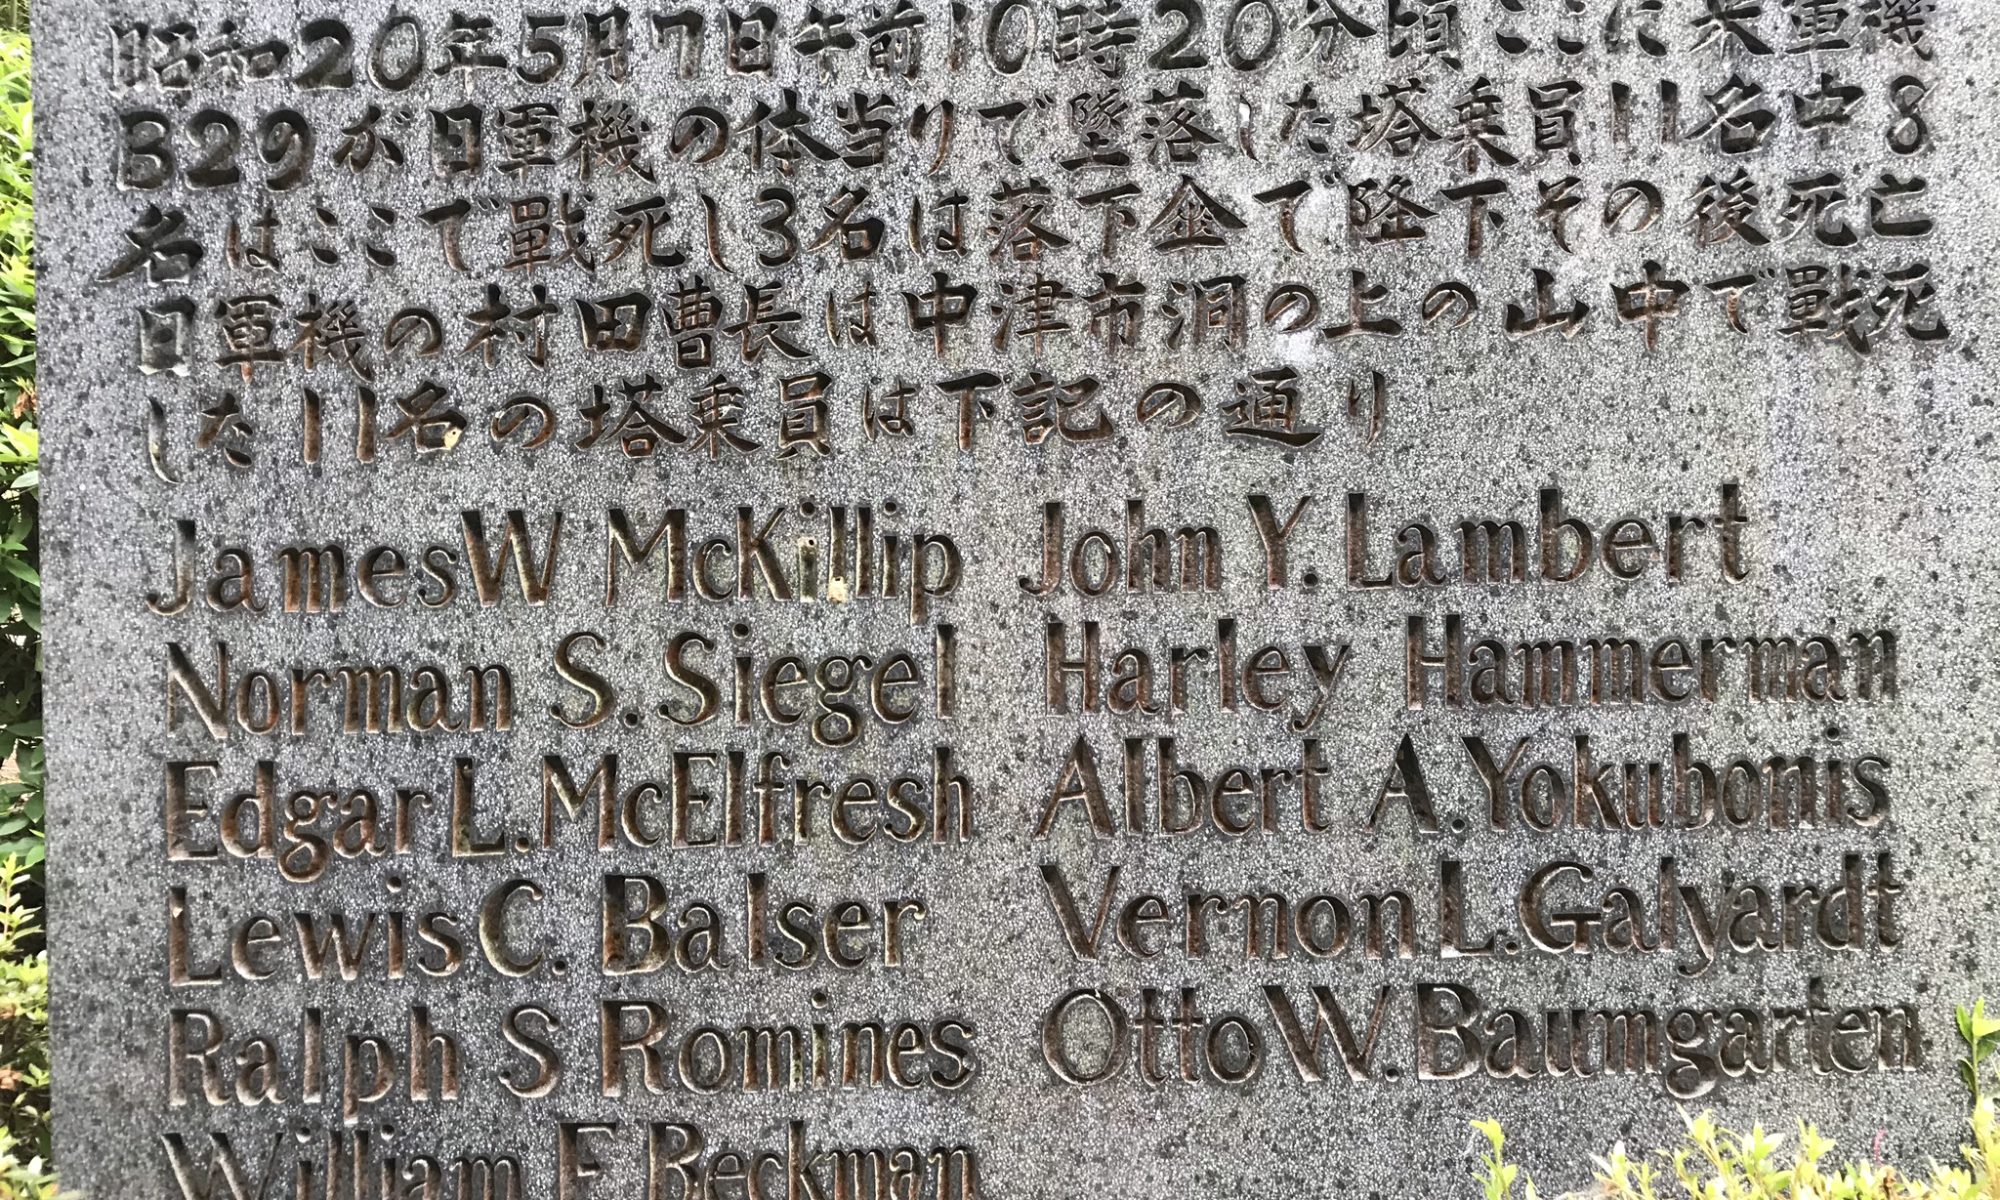 昭和20年5月7日午前10時20分頃ここに米軍機
B29が日軍機の体当りで墜落した塔乗員11名中8
名はここで戰死し3名は落下傘で降下その後死亡
日軍機の村田曹長は中津市洞の上の山中で戰死
した11名の塔乗員は下記の通り
James W McKillip John Y. Lambert
Norman S. Siegel Harley Hammerman
Edgar L. McElfresh Albert A. Yokubonis
Lewis C. Balser Vernon L. Galyardt
Ralph S Romines Otto W. Baumgarten
William F Beckman